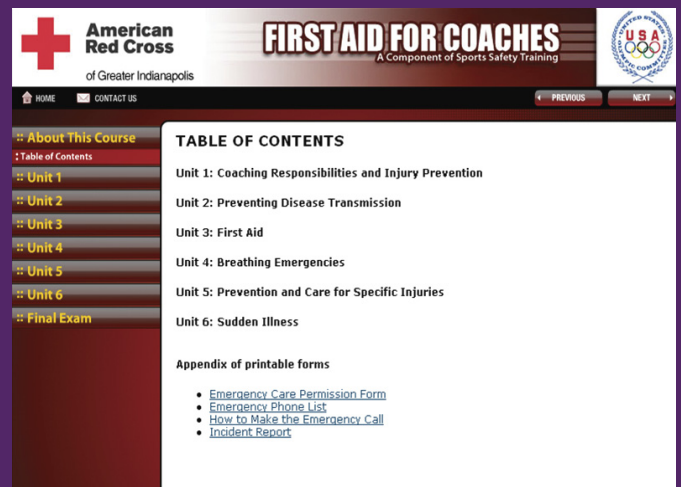 American
Red Cross
of Greater Indianapolis
FIRST AID FOR COACHES
A Component of Sports Safety Training
UNITED STATES
USA
OLYMPIC COMMITTEE
HOME
CONTACT US
PREVIOUS
NEXT
:: About This Course
: Table of Contents
:: Unit 1
:: Unit 2
:: Unit 3
:: Unit 4
:: Unit 5
:: Unit 6
:: Final Exam
TABLE OF CONTENTS
Unit 1: Coaching Responsibilities and Injury Prevention
Unit 2: Preventing Disease Transmission
Unit 3: First Aid
Unit 4: Breathing Emergencies
Unit 5: Prevention and Care for Specific Injuries
Unit 6: Sudden Illness
Appendix of printable forms
• Emergency Care Permission Form
• Emergency Phone List
• How to Make the Emergency Call
• Incident Report